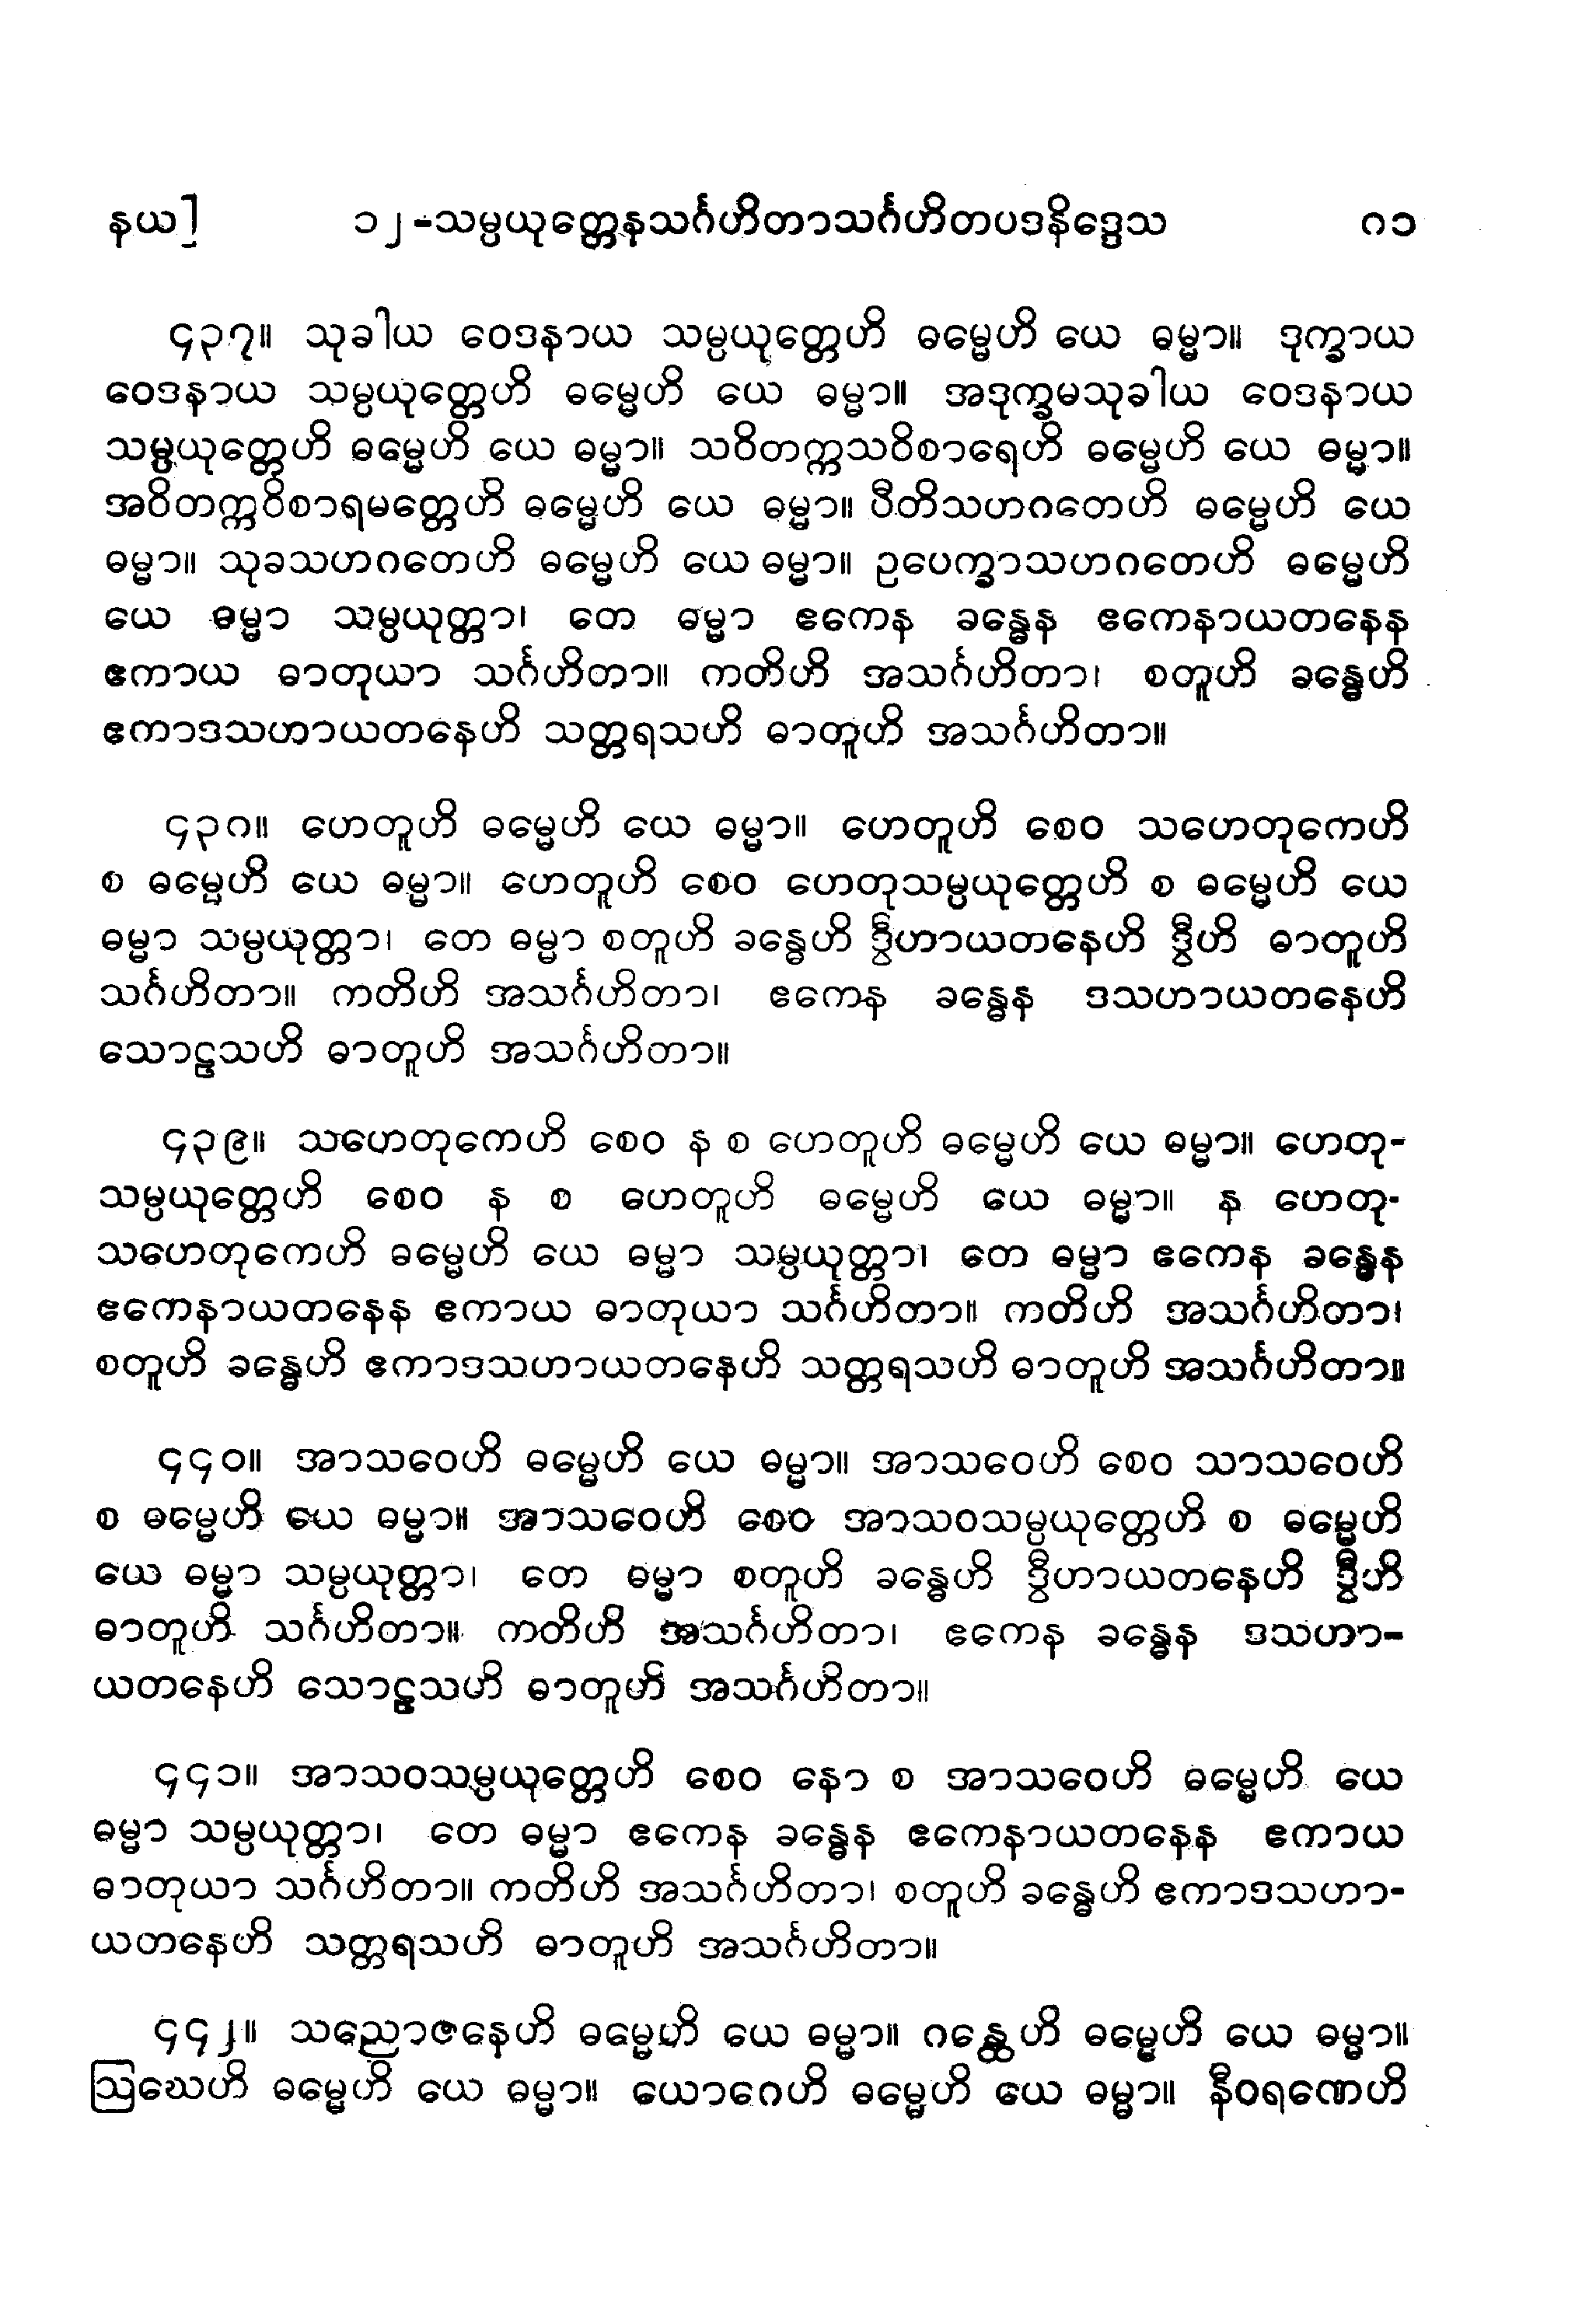 နယ] ၁၂-သမ္ပယုတ္တေနသင်္ဂဟိတာသင်္ဂဟိတပဒနိဒ္ဒေသ ၈၁
၄၃၇။ သုခါယ ဝေဒနာယ သမ္ပယုတ္တေဟိ ဓမ္မေဟိ ယေ ဓမ္မာ။ ဒုက္ခာယ
ဝေဒနာယ သမ္ပယုတ္တေဟိ ဓမ္မေဟိ ယေ ဓမ္မာ။ အဒုက္ခမသုခါယ ဝေဒနာယ
သမ္ပယုတ္တေဟိ ဓမ္မေဟိ ယေ ဓမ္မာ။ သဝိတက္ကသဝိစာရေဟိ ဓမ္မေဟိ ယေ ဓမ္မာ။
အဝိတက္ကဝိစာရမတ္တေဟိ ဓမ္မေဟိ ယေ ဓမ္မာ။ ပီတိသဟဂတေဟိ ဓမ္မေဟိ ယေ
ဓမ္မာ။ သုခသဟဂတေဟိ ဓမ္မေဟိ ယေ ဓမ္မာ။ ဥပေက္ခာသဟဂတေဟိ ဓမ္မေဟိ
ယေ ဓမ္မာ သမ္ပယုတ္တာ၊ တေ ဓမ္မာ ဧကေန ခန္ဓေန ဧကေနာယတနေန
ဧကာယ ဓာတုယာ သင်္ဂဟိတာ။ ကတိဟိ အသင်္ဂဟိတာ၊ စတူဟိ ခန္ဓေဟိ
ဧကာဒသဟာယတနေဟိ သတ္တရသဟိ ဓာတူဟိ အသင်္ဂဟိတာ။
၄၃၈။ ဟေတူဟိ ဓမ္မေဟိ ယေ ဓမ္မာ။ ဟေတူဟိ စေဝ သဟေတုကေဟိ
စ ဓမ္မေဟိ ယေ ဓမ္မာ။ ဟေတူဟိ စေဝ ဟေတုသမ္ပယုတ္တေဟိ စ ဓမ္မေဟိ ယေ
ဓမ္မာ သမ္ပယုတ္တာ၊ တေ ဓမ္မာ စတူဟိ ခန္ဓေဟိ ဒွီဟာယတနေဟိ ဒွီဟိ ဓာတူဟိ
သင်္ဂဟိတာ။ ကတိဟိ အသင်္ဂဟိတာ၊ ဧကေန ခန္ဓေန ဒသဟာယတနေဟိ
သောဠသဟိ ဓာတူဟိ အသင်္ဂဟိတာ။
၄၃၉။ သဟေတုကေဟိ စေဝ န စ ဟေတူဟိ ဓမ္မေဟိ ယေ ဓမ္မာ။ ဟေတု-
သမ္ပယုတ္တေဟိ စေဝ န စ ဟေတူဟိ ဓမ္မေဟိ ယေ ဓမ္မာ။ န ဟေတု-
သဟေတုကေဟိ ဓမ္မေဟိ ယေ ဓမ္မာ သမ္ပယုတ္တာ၊ တေ ဓမ္မာ ဧကေန ခန္ဓေန
ဧကေနာယတနေန ဧကာယ ဓာတုယာ သင်္ဂဟိတာ။ ကတိဟိ အသင်္ဂဟိတာ၊
စတူဟိ ခန္ဓေဟိ ဧကာဒသဟာယတနေဟိ သတ္တရသဟိ ဓာတူဟိ အသင်္ဂဟိတာ။
၄၄၀။ အာသဝေဟိ ဓမ္မေဟိ ယေ ဓမ္မာ။ အာသဝေဟိ စေဝ သာသဝေဟိ
စ ဓမ္မေဟိ ယေ ဓမ္မာ။ အာသဝေဟိ စေဝ အာသဝသမ္ပယုတ္တေဟိ စ ဓမ္မေဟိ
ယေ ဓမ္မာ သမ္ပယုတ္တာ၊ တေ ဓမ္မာ စတူဟိ ခန္ဓေဟိ ဒွီဟာယတနေဟိ ဒွီဟိ
ဓာတူဟိ သင်္ဂဟိတာ။ ကတိဟိ အသင်္ဂဟိတာ၊ ဧကေန ခန္ဓေန ဒသဟာ-
ယတနေဟိ သောဠသဟိ ဓာတူဟိ အသင်္ဂဟိတာ။
၄၄၁။ အာသဝသမ္ပယုတ္တေဟိ စေဝ နော စ အာသဝေဟိ ဓမ္မေဟိ ယေ
ဓမ္မာ သမ္ပယုတ္တာ၊ တေ ဓမ္မာ ဧကေန ခန္ဓေန ဧကေနာယတနေန ဧကာယ
ဓာတုယာ သင်္ဂဟိတာ။ ကတိဟိ အသင်္ဂဟိတာ၊ စတူဟိ ခန္ဓေဟိ ဧကာဒသဟာ-
ယတနေဟိ သတ္တရသဟိ ဓာတူဟိ အသင်္ဂဟိတာ။
၄၄၂။ သညောဇနေဟိ ဓမ္မေဟိ ယေ ဓမ္မာ။ ဂန္ထေဟိ ဓမ္မေဟိ ယေ ဓမ္မာ။
ဩဃေဟိ ဓမ္မေဟိ ယေ ဓမ္မာ။ ယောဂေဟိ ဓမ္မေဟိ ယေ ဓမ္မာ။ နီဝရဏေဟိ